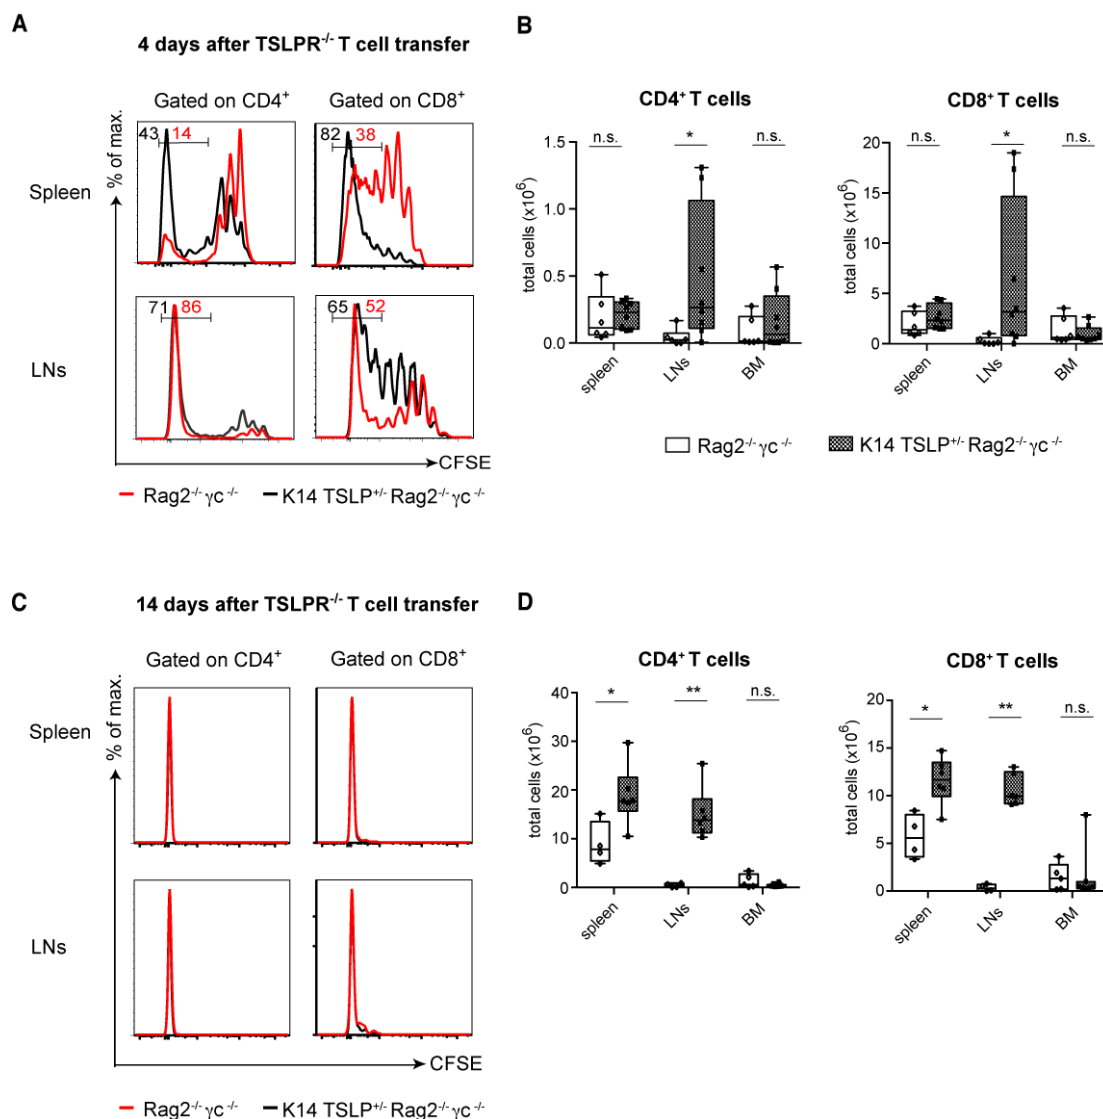 A
4 days after TSLPR-/- T cell transfer
Gated on CD4+
Gated on CD8+
% of max.
Spleen
43 14
82 38
LNs
71 86
65 52
CFSE
Rag2-/- γc -/-
K14 TSLP+/- Rag2-/-γc-/-
B
CD4+ T cells
total cells (x10⁶)
1.5
1.0
0.5
0.0
n.s.
*
n.s.
spleen
LNs
BM
CD8+ T cells
total cells (x10⁶)
20
15
10
5
0
n.s.
*
n.s.
spleen
LNs
BM
Rag2-/-γc-/-
K14 TSLP+/- Rag2-/-γc-/-
C
14 days after TSLPR-/- T cell transfer
Gated on CD4+
Gated on CD8+
% of max.
Spleen
LNs
CFSE
Rag2-/- γc -/-
K14 TSLP+/- Rag2-/-γc-/-
D
CD4+ T cells
total cells (x10⁶)
40
30
20
10
0
*
**
n.s.
spleen
LNs
BM
CD8+ T cells
total cells (x10⁶)
20
15
10
5
0
*
**
n.s.
spleen
LNs
BM